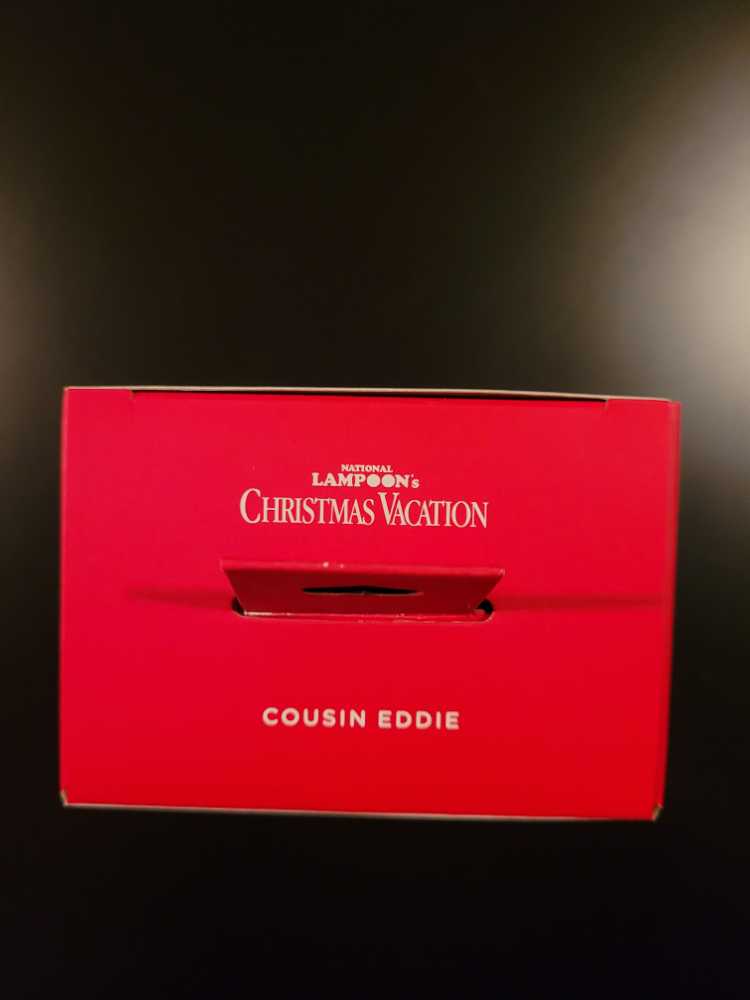 NATIONAL
LAMPOON's
CHRISTMAS VACATION
COUSIN EDDIE